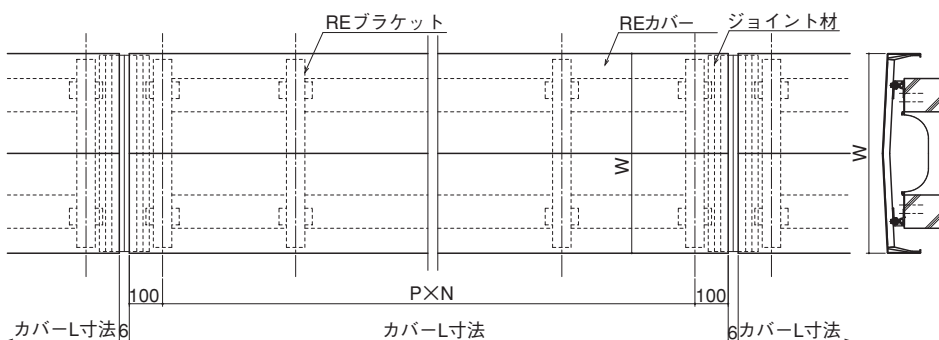 REブラケット REカバー ジョイント材
W W
100 P×N 100
カバーL寸法 6 カバーL寸法 6 カバーL寸法